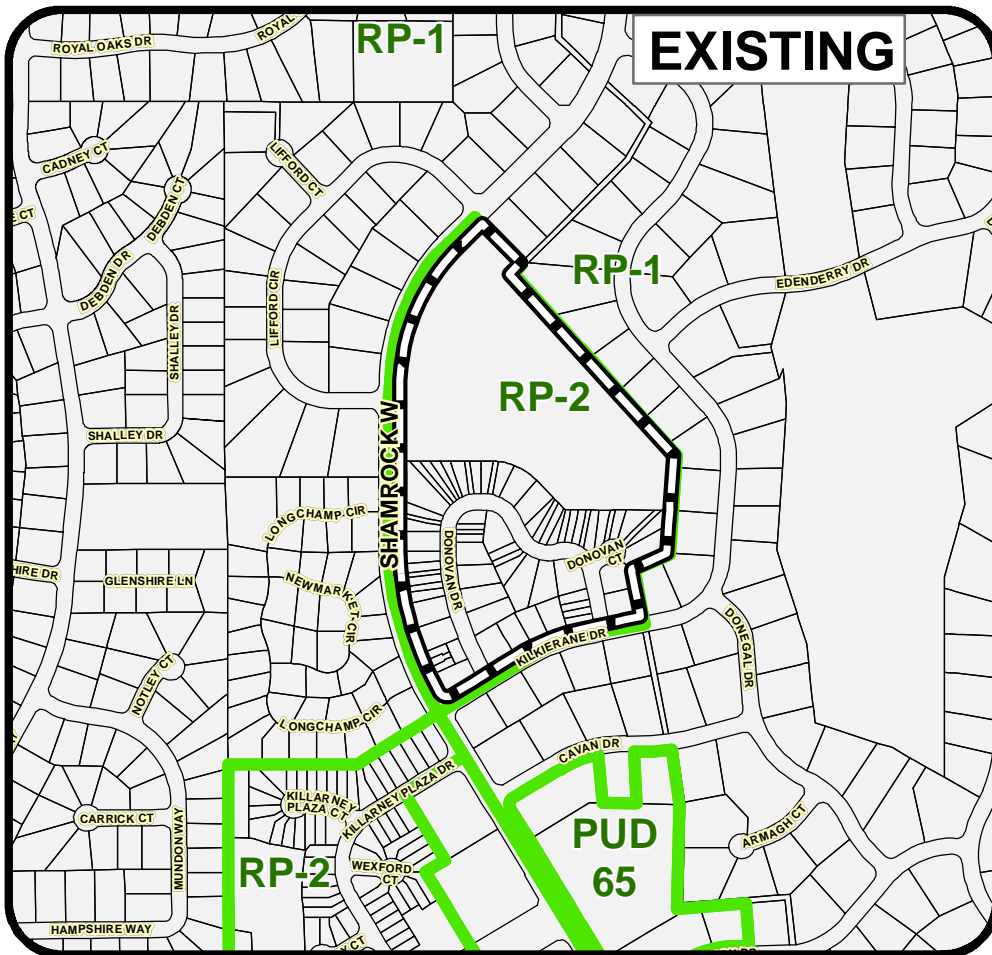 ROYAL OAKS DR
ROYAL
RP-1
EXISTING
CADNEY CT
LIFFORD CT
DEBDEN CT
CT
DEBDEN DR
RP-1
EDENDERRY DR
LIFFORD CIR
SHALLEY DR
RP-2
SHALLEY DR
SHAMROCK W
LONGCHAMP CIR
DONOVAN DR
DONOVAN
CT
HIRE DR
GLENSHIRE LN
NEWMARKET CIR
KILKIERANE DR
DONEGAL DR
NOTLEY CT
LONGCHAMP CIR
CAVAN DR
KILLARNEY
PLAZA CT
KILLARNEY PLAZA DR
CARRICK CT
MUNDON WAY
PUD
65
ARMAGH CT
RP-2
WEXFORD
CT
HAMPSHIRE WAY
CT
DR